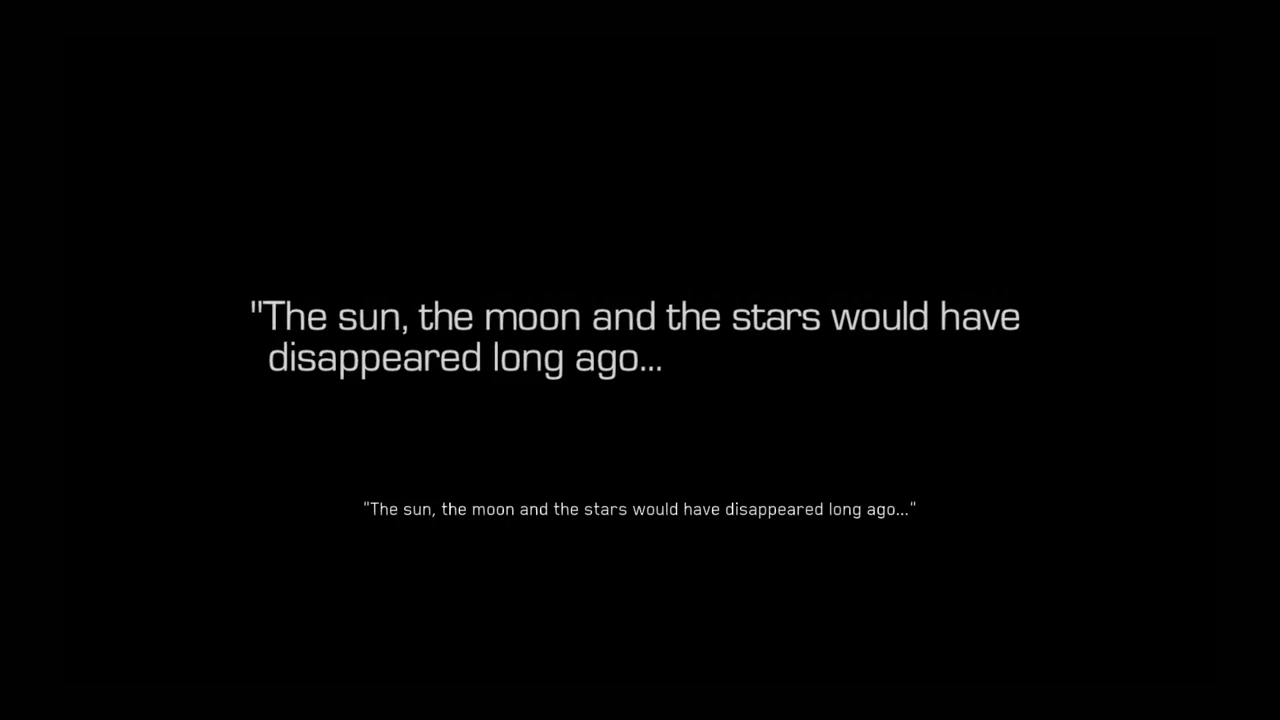 "The sun, the moon and the stars would have
disappeared long ago...
"The sun, the moon and the stars would have disappeared long ago..."